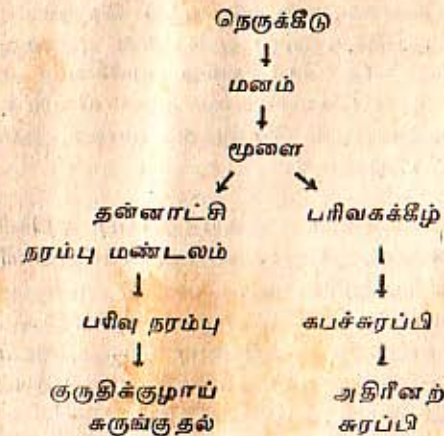 நெருக்கீடு
மனம்
மூளை
தன்னாட்சி பரிவகக்கீழ்
நரம்பு மண்டலம்
பரிவு நரம்பு கபச்சுரப்பி
குருதிக்குழாய் அதிரீனற்
சுருங்குதல் சுரப்பி